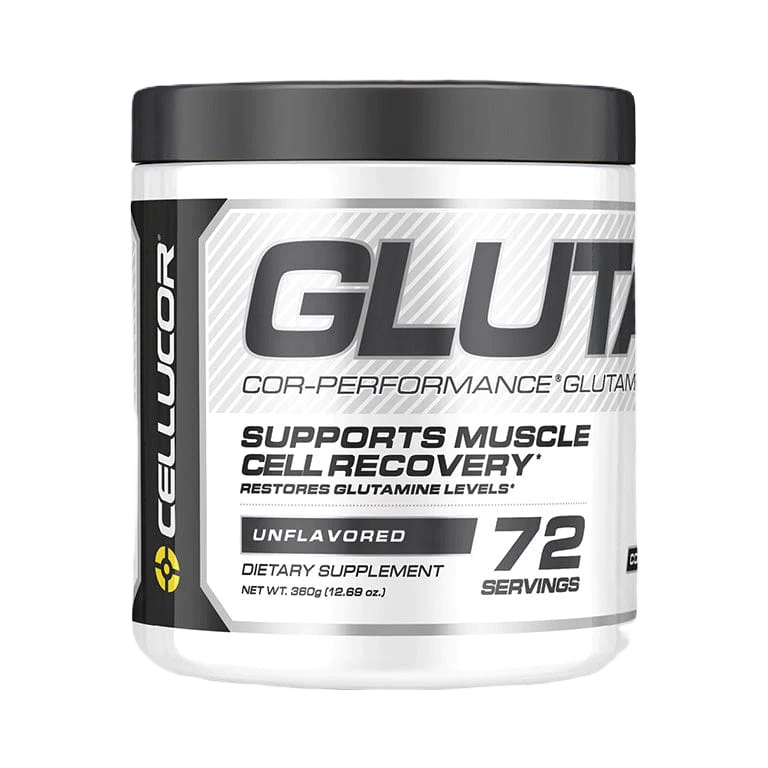 CELLUCOR®
GLUTA
COR-PERFORMANCE® GLUTAM
SUPPORTS MUSCLE
CELL RECOVERY*
RESTORES GLUTAMINE LEVELS*
UNFLAVORED
72
SERVINGS
DIETARY SUPPLEMENT
NET WT. 360g (12.69 oz.)